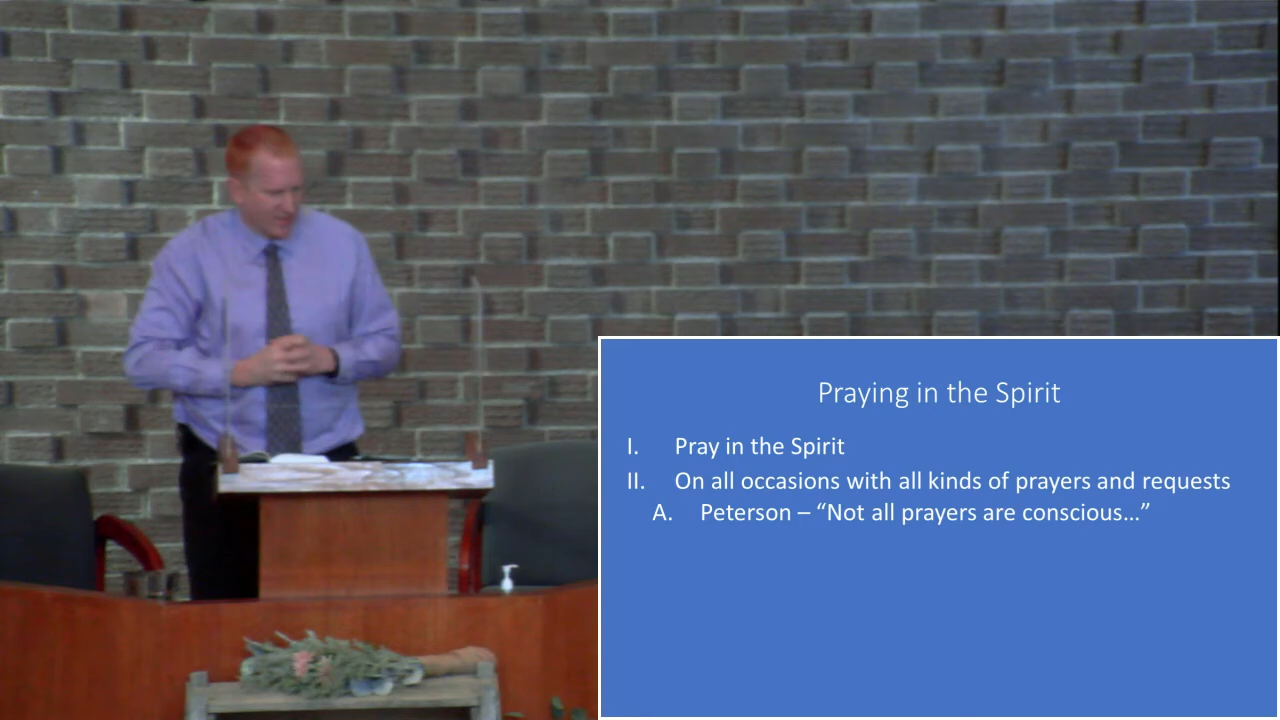 Praying in the Spirit
I. Pray in the Spirit
II. On all occasions with all kinds of prayers and requests
A. Peterson – “Not all prayers are conscious…”